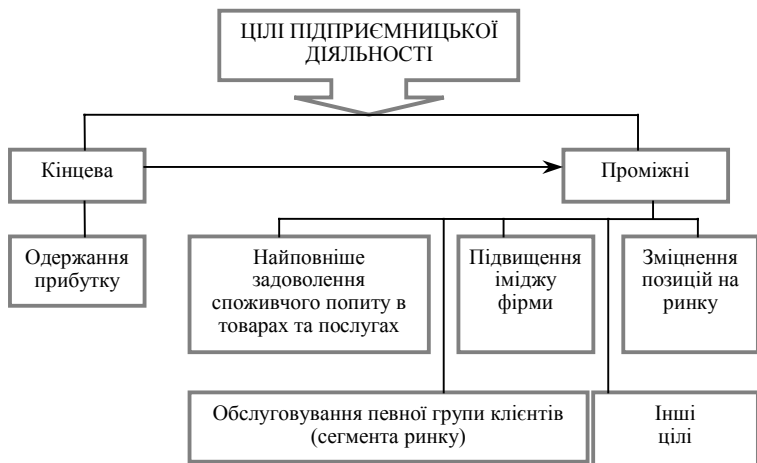 ЦІЛІ ПІДПРИЄМНИЦЬКОЇ
ДІЯЛЬНОСТІ
Кінцева
Проміжні
Одержання
прибутку
Найповніше
задоволення
споживчого попиту в
товарах та послугах
Підвищення
іміджу
фірми
Зміцнення
позицій на
ринку
Обслуговування певної групи клієнтів
(сегмента ринку)
Інші
цілі